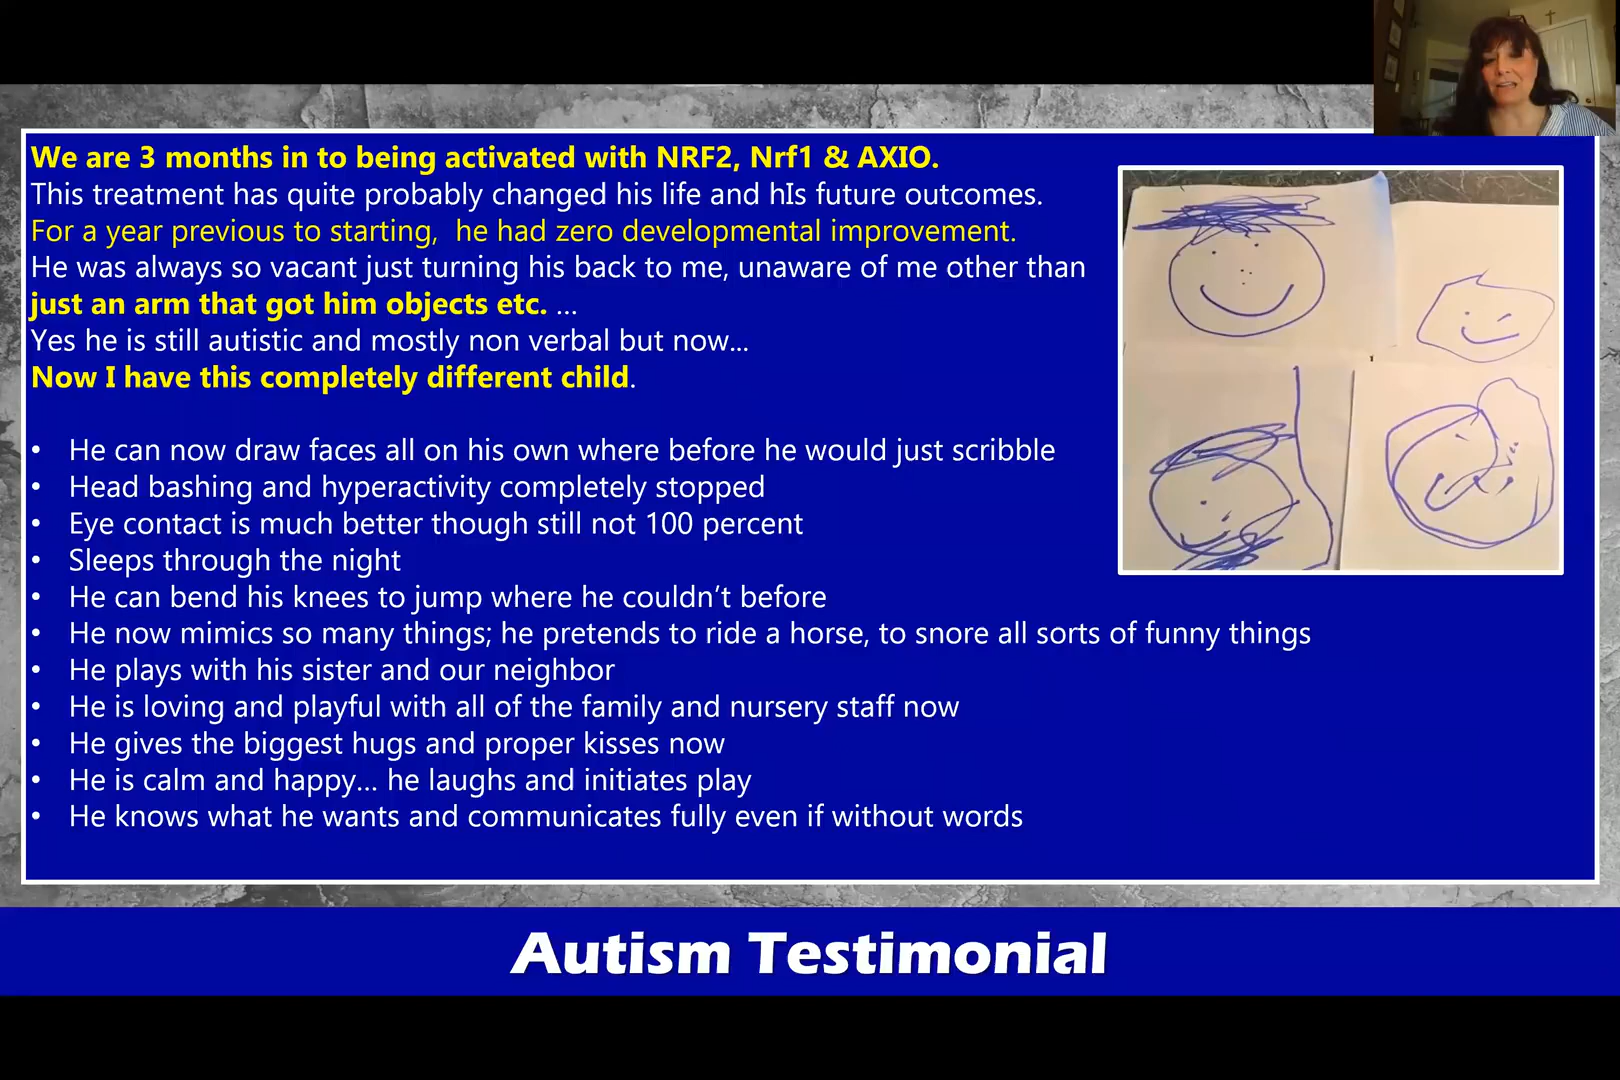 We are 3 months in to being activated with NRF2, Nrf1 & AXIO.
This treatment has quite probably changed his life and hIs future outcomes.
For a year previous to starting,  he had zero developmental improvement.
He was always so vacant just turning his back to me, unaware of me other than
just an arm that got him objects etc. ...
Yes he is still autistic and mostly non verbal but now...
Now I have this completely different child.
• He can now draw faces all on his own where before he would just scribble
• Head bashing and hyperactivity completely stopped
• Eye contact is much better though still not 100 percent
• Sleeps through the night
• He can bend his knees to jump where he couldn’t before
• He now mimics so many things; he pretends to ride a horse, to snore all sorts of funny things
• He plays with his sister and our neighbor
• He is loving and playful with all of the family and nursery staff now
• He gives the biggest hugs and proper kisses now
• He is calm and happy... he laughs and initiates play
• He knows what he wants and communicates fully even if without words
Autism Testimonial